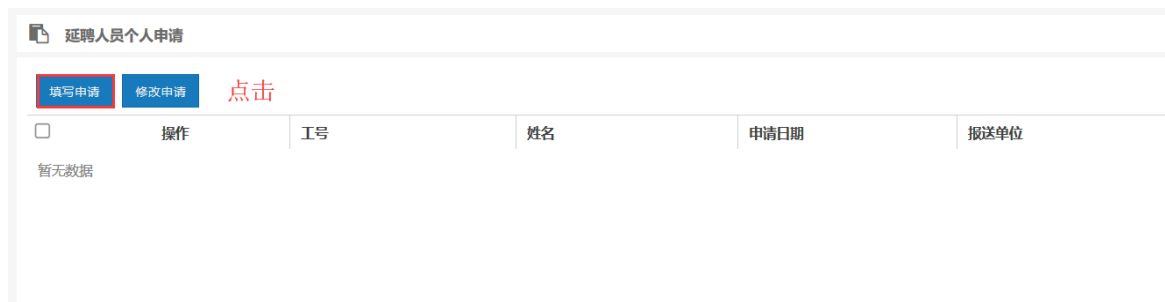 延聘人员个人申请
填写申请 修改申请 点击
操作 工号 姓名 申请日期 报送单位
暂无数据